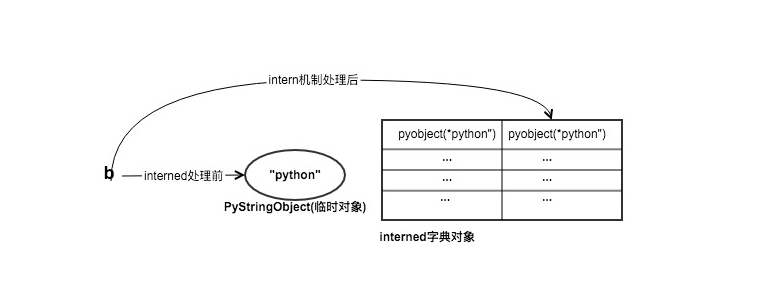 intern机制处理后
pyobject(*python") pyobject(*python")
... ...
b interned处理前 "python"
... ...
... ...
PyStringObject(临时对象)
interned字典对象